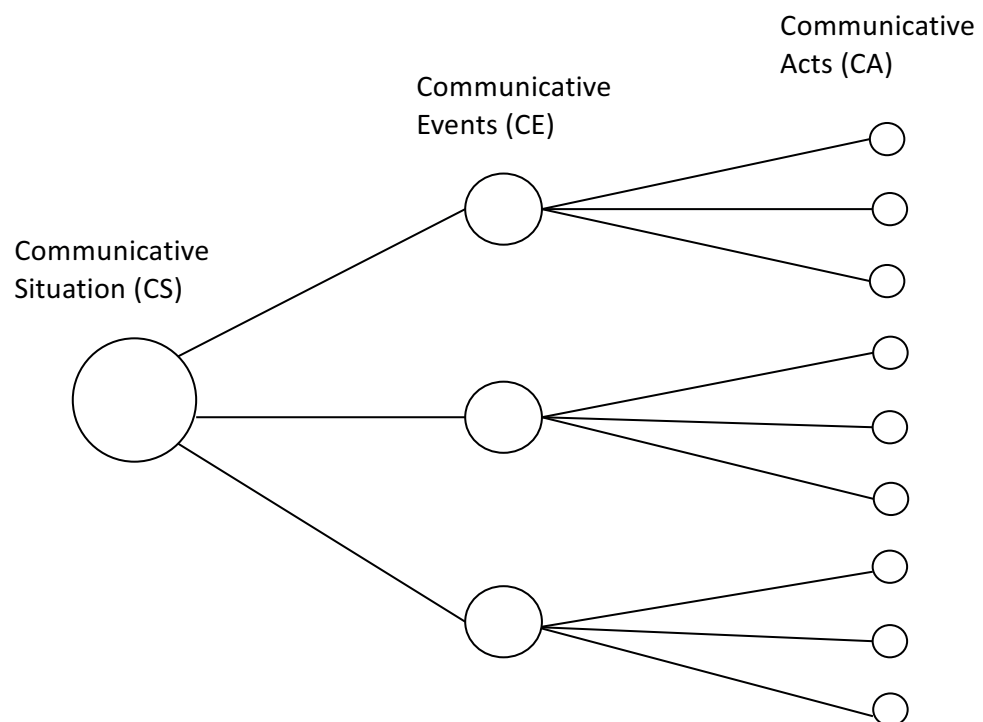 Communicative
Acts (CA)
Communicative
Events (CE)
Communicative
Situation (CS)